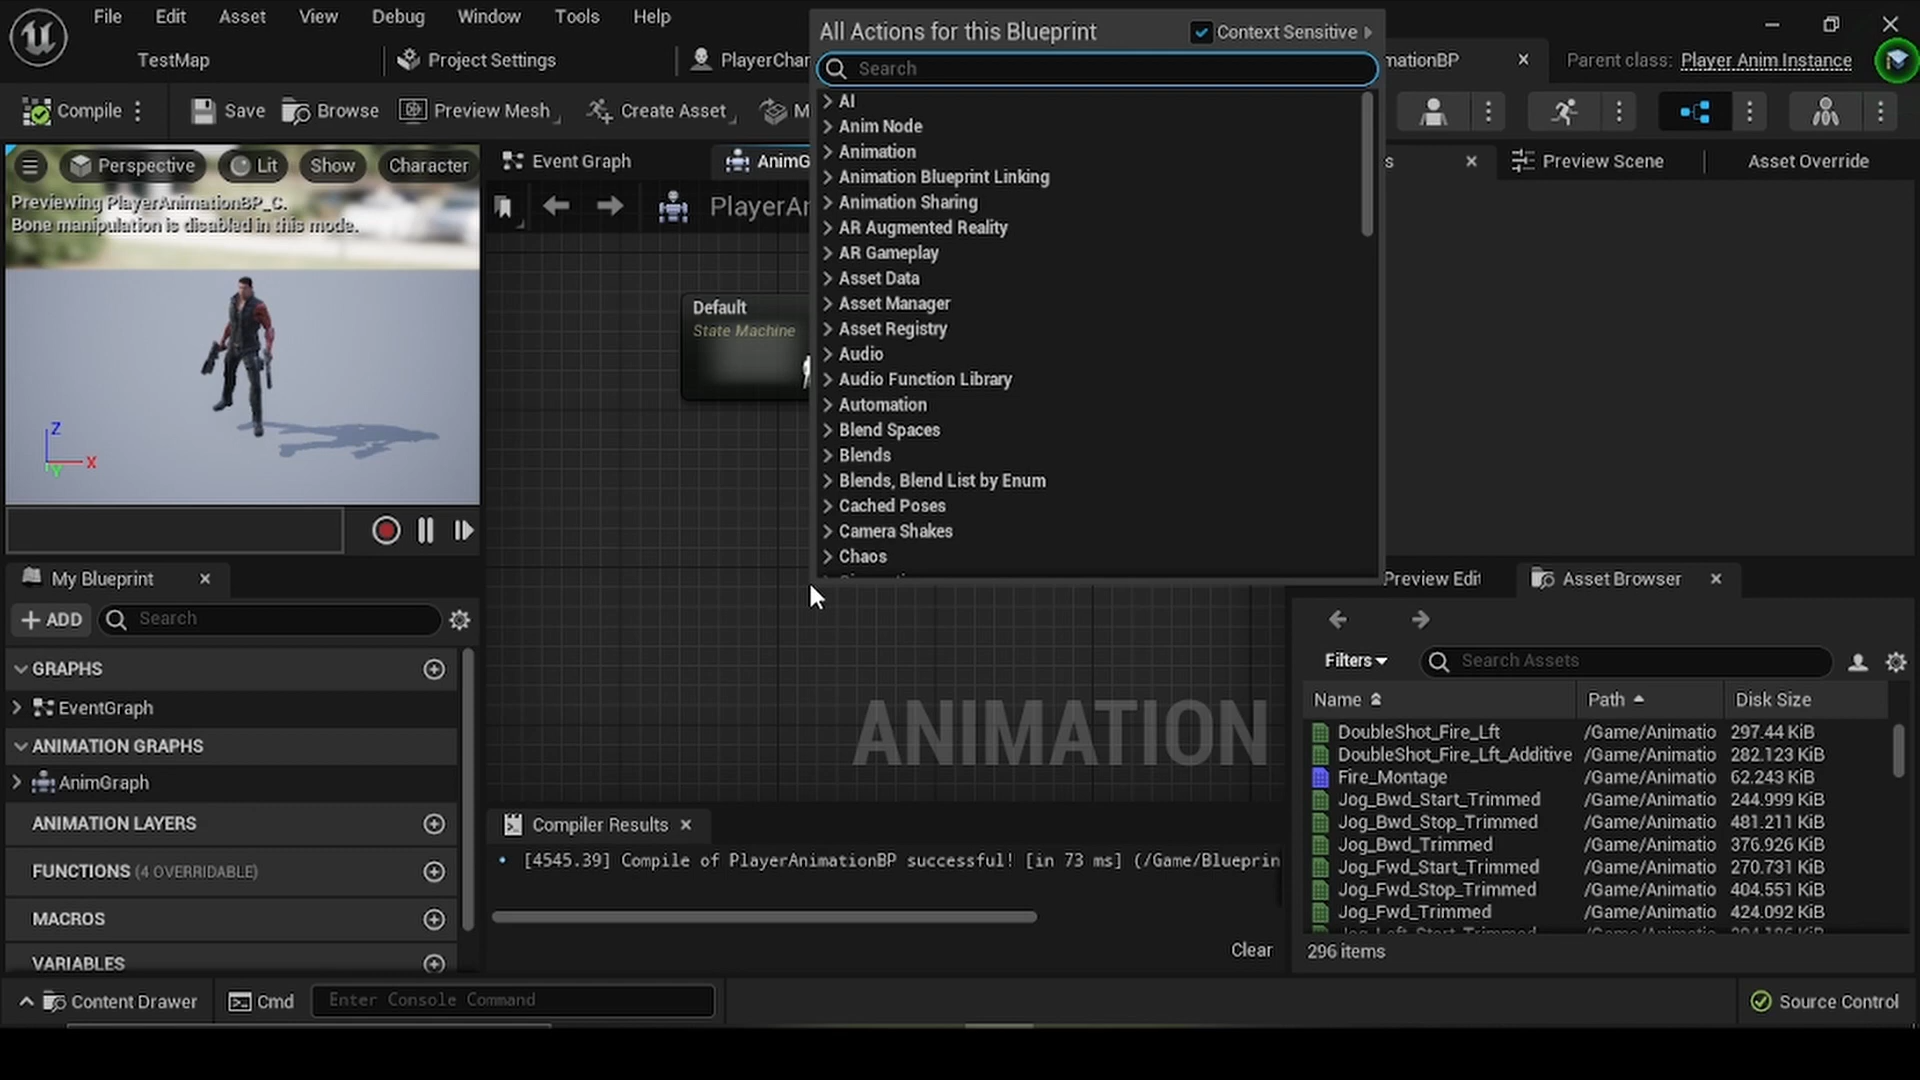 File Edit Asset View Debug Window Tools Help
TestMap
Project Settings
PlayerChar
All Actions for this Blueprint
Context Sensitive
Search
mationBP
Parent class: Player Anim Instance
Compile
Save
Browse
Preview Mesh
Create Asset
M
AI
Anim Node
Animation
Animation Blueprint Linking
Animation Sharing
AR Augmented Reality
AR Gameplay
Asset Data
Asset Manager
Asset Registry
Audio
Audio Function Library
Automation
Blend Spaces
Blends
Blends, Blend List by Enum
Cached Poses
Camera Shakes
Chaos
Perspective
Lit
Show
Character
Previewing PlayerAnimationBP_C.
Bone manipulation is disabled in this mode.
Z
X
Y
Event Graph
AnimG
PlayerAn
Default
State Machine
s
Preview Scene
Asset Override
ANIMATION
My Blueprint
ADD
Search
GRAPHS
EventGraph
ANIMATION GRAPHS
AnimGraph
ANIMATION LAYERS
FUNCTIONS (4 OVERRIDABLE)
MACROS
VARIABLES
Compiler Results
[4545.39] Compile of PlayerAnimationBP successful! [in 73 ms] (/Game/Blueprin
Clear
Preview Edit
Asset Browser
Filters
Search Assets
Name Path Disk Size
DoubleShot_Fire_Lft /Game/Animatio 297.44 KiB
DoubleShot_Fire_Lft_Additive /Game/Animatio 282.123 KiB
Fire_Montage /Game/Animatio 62.243 KiB
Jog_Bwd_Start_Trimmed /Game/Animatio 244.999 KiB
Jog_Bwd_Stop_Trimmed /Game/Animatio 481.211 KiB
Jog_Bwd_Trimmed /Game/Animatio 376.926 KiB
Jog_Fwd_Start_Trimmed /Game/Animatio 270.731 KiB
Jog_Fwd_Stop_Trimmed /Game/Animatio 404.551 KiB
Jog_Fwd_Trimmed /Game/Animatio 424.092 KiB
296 items
Content Drawer
Cmd
Enter Console Command
Source Control